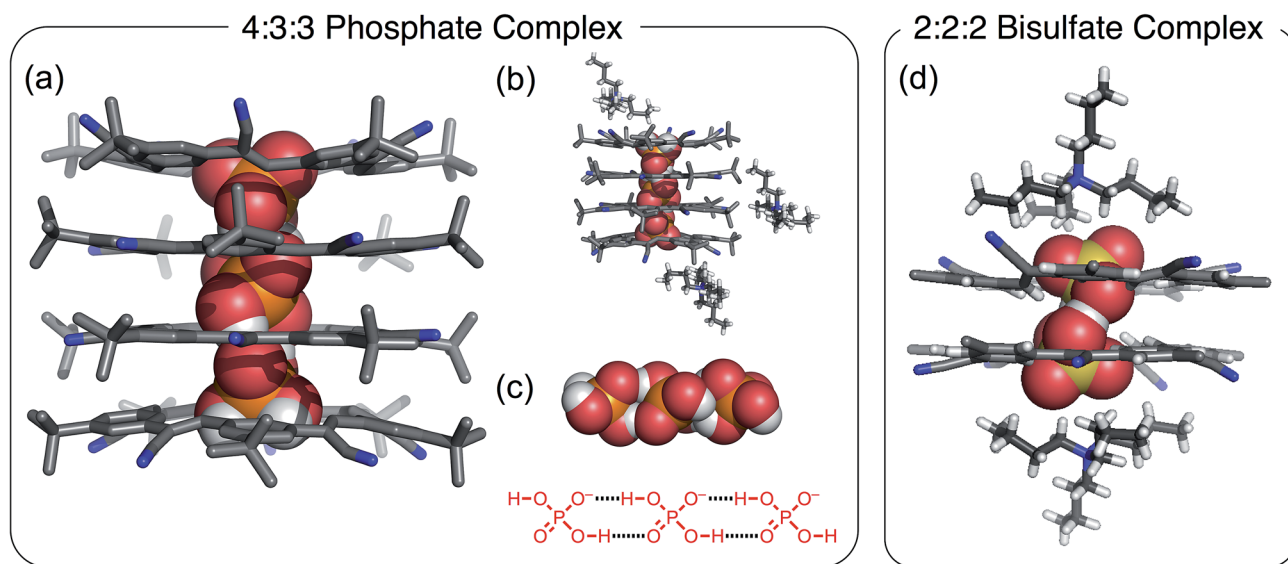 4:3:3 Phosphate Complex
2:2:2 Bisulfate Complex
(a)
(b)
(c)
(d)
H–O O⁻ H–O O⁻ H–O O⁻
P P P
O O–H O O–H O O–H